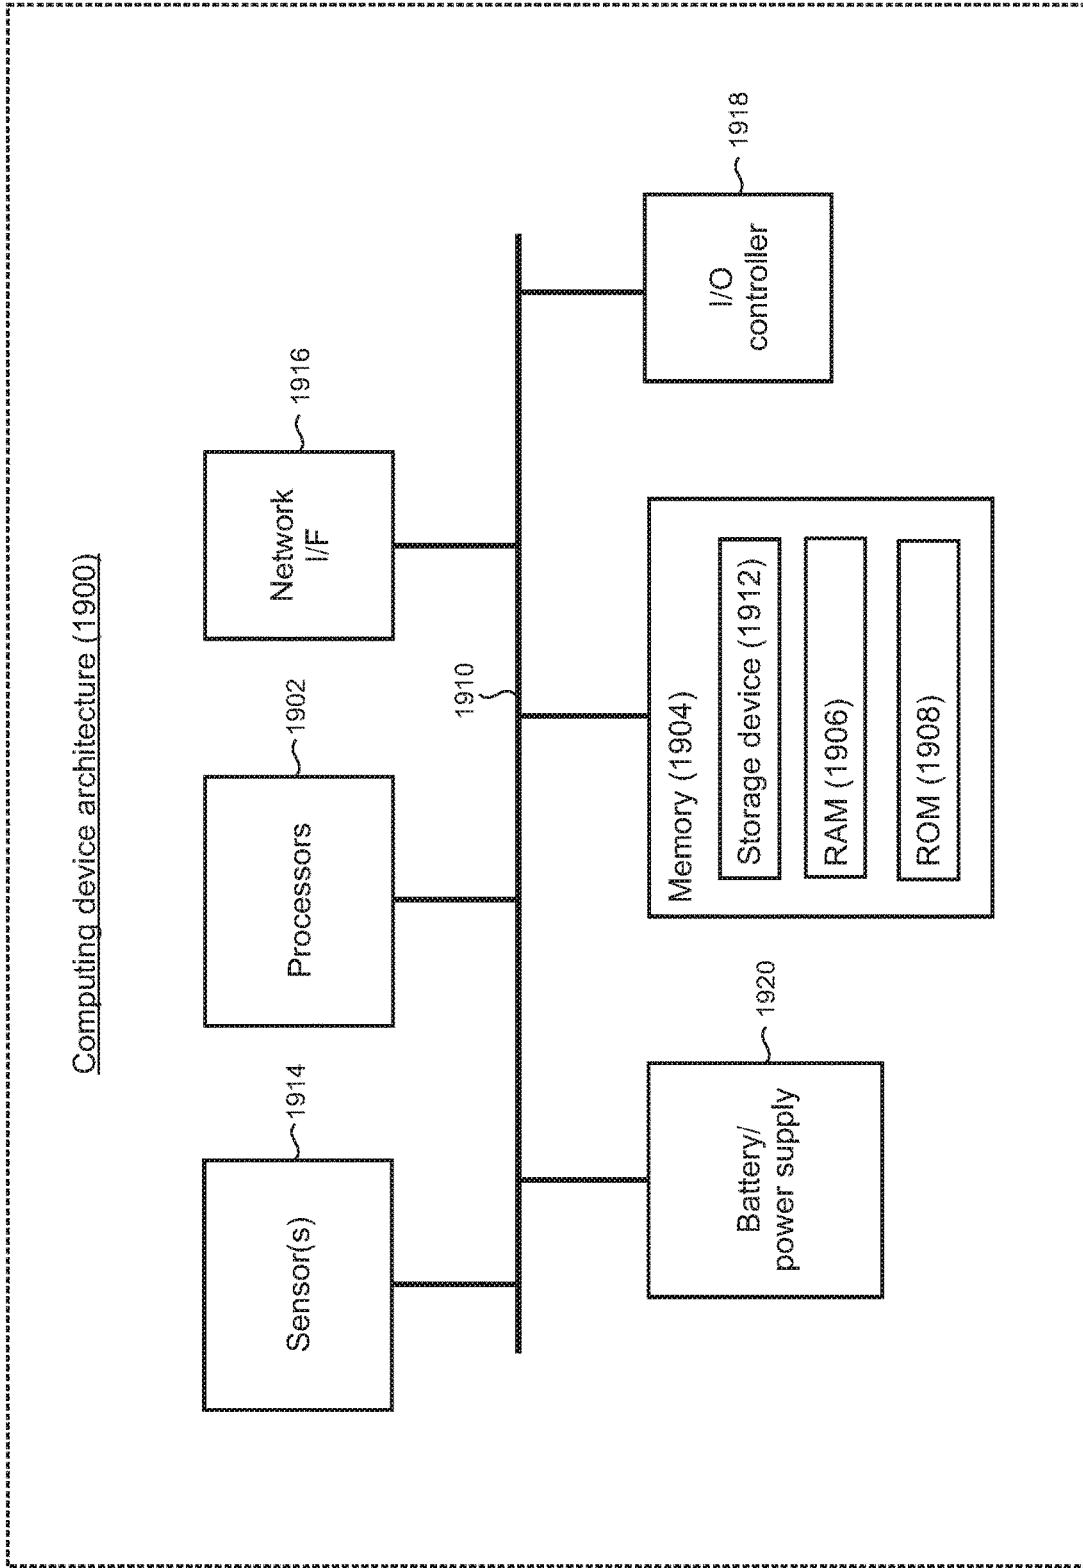 Computing device architecture (1900)
1914
1902
1916
Sensor(s)
Processors
Network
I/F
1910
1920
1918
Battery/
power supply
Memory (1904)
Storage device (1912)
RAM (1906)
ROM (1908)
I/O
controller